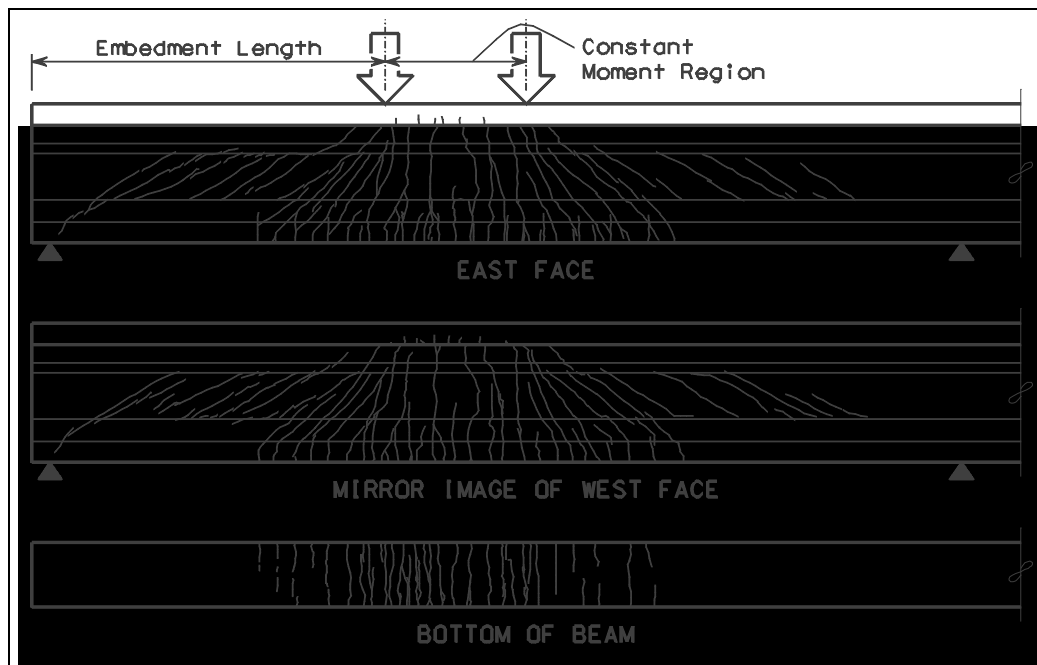 Embedment Length
Constant
Moment Region
EAST FACE
MIRROR IMAGE OF WEST FACE
BOTTOM OF BEAM